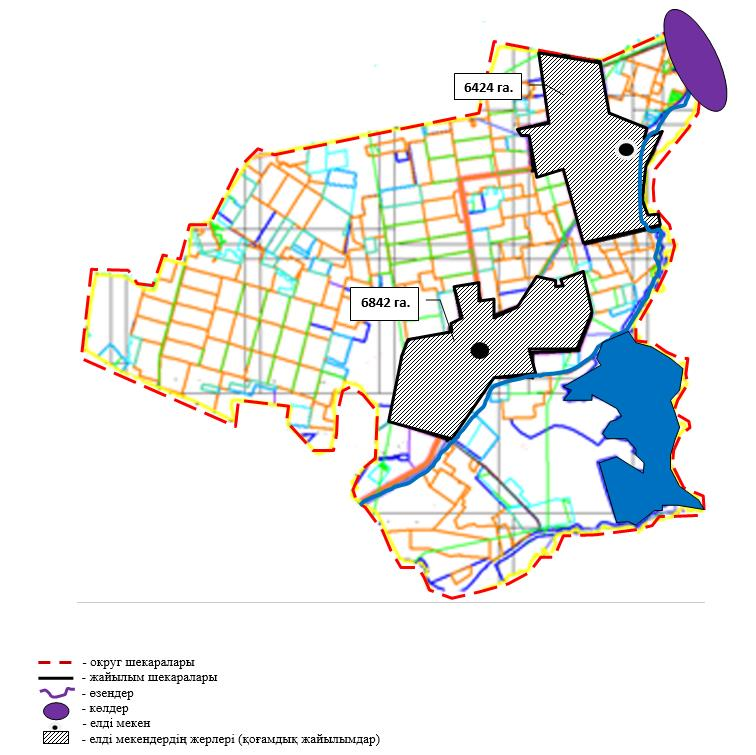 6424 га.
6842 га.
- округ шекаралары
- жайылым шекаралары
- өзендер
- көлдер
- елді мекен
- елді мекендердің жерлері (қоғамдық жайылымдар)